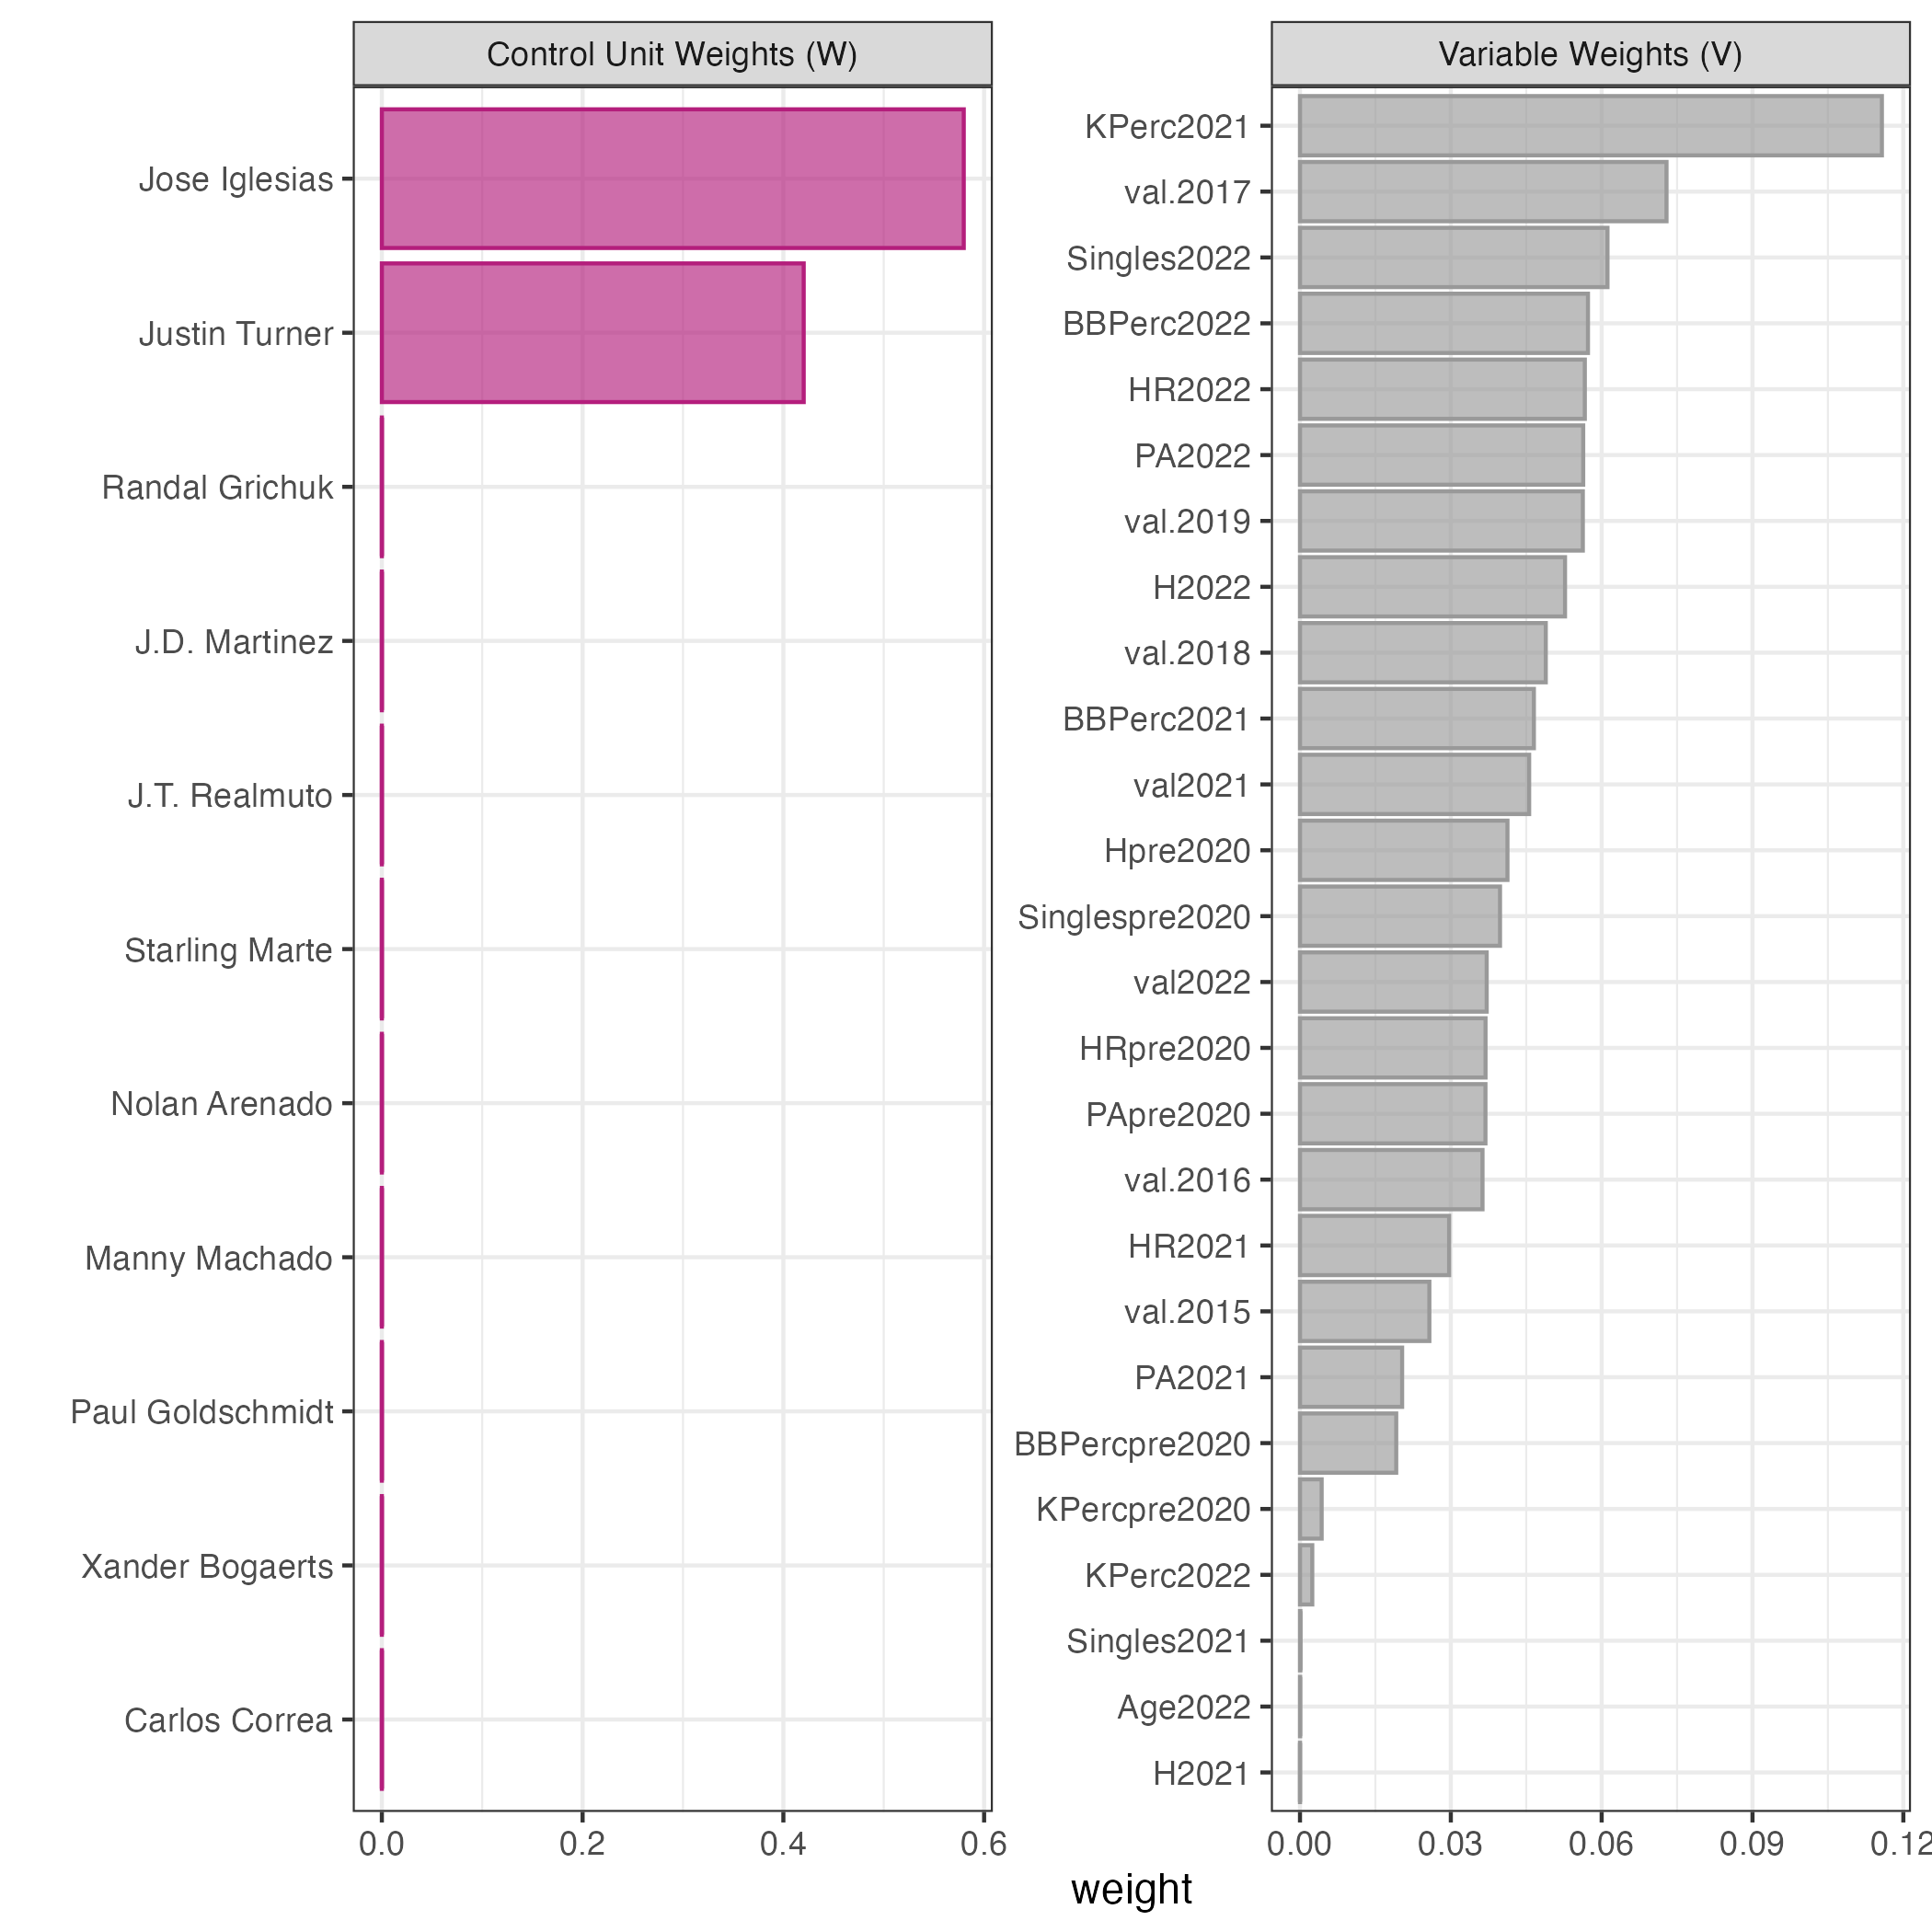 Control Unit Weights (W)
Jose Iglesias
Justin Turner
Randal Grichuk
J.D. Martinez
J.T. Realmuto
Starling Marte
Nolan Arenado
Manny Machado
Paul Goldschmidt
Xander Bogaerts
Carlos Correa
0.0 0.2 0.4 0.6
Variable Weights (V)
KPerc2021
val.2017
Singles2022
BBPerc2022
HR2022
PA2022
val.2019
H2022
val.2018
BBPerc2021
val2021
Hpre2020
Singlespre2020
val2022
HRpre2020
PApre2020
val.2016
HR2021
val.2015
PA2021
BBPercpre2020
KPercpre2020
KPerc2022
Singles2021
Age2022
H2021
0.00 0.03 0.06 0.09 0.12
weight